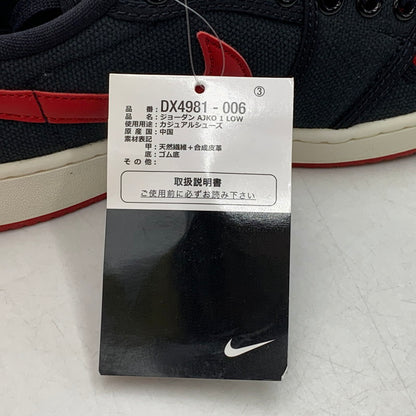 ③
品 番: DX4981-006
品 名: ジョーダン AJKO 1 LOW
使用用途: カジュアルシューズ
原 産 国: 中国
素材表記
甲: 天然繊維+合成皮革
底: ゴム底
その他:
取扱説明書
ご使用前に必ずお読み下さい